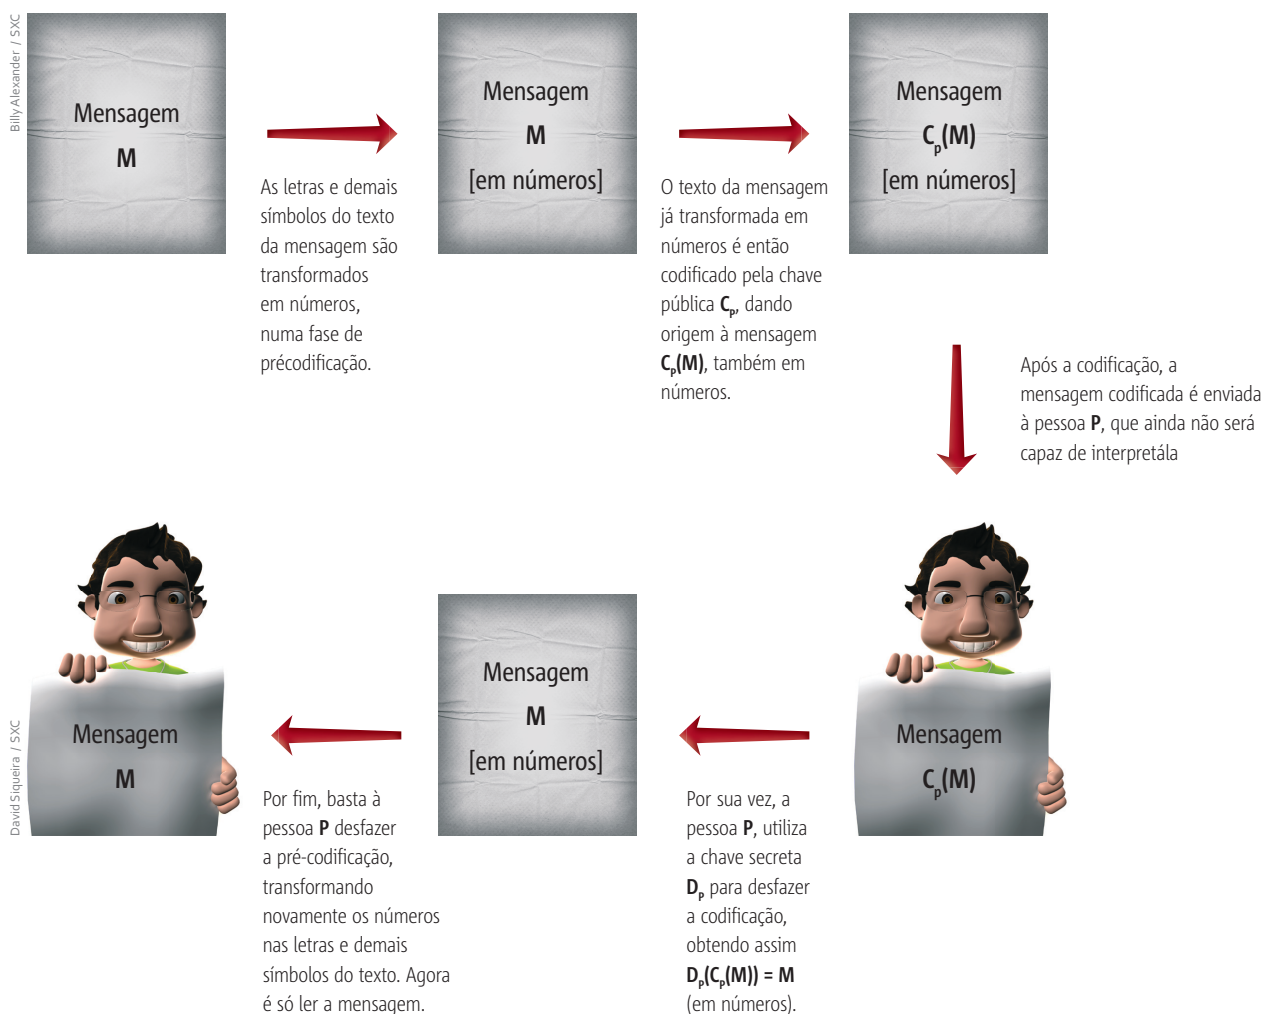 Billy Alexander / SXC
Mensagem
M
As letras e demais
símbolos do texto
da mensagem são
transformados
em números,
numa fase de
précodificação.
Mensagem
M
[em números]
O texto da mensagem
já transformada em
números é então
codificado pela chave
pública Cₚ, dando
origem à mensagem
Cₚ(M), também em
números.
Mensagem
Cₚ(M)
[em números]
Após a codificação, a
mensagem codificada é enviada
à pessoa P, que ainda não será
capaz de interpretála
Mensagem
Cₚ(M)
Por sua vez, a
pessoa P, utiliza
a chave secreta
Dₚ para desfazer
a codificação,
obtendo assim
Dₚ(Cₚ(M)) = M
(em números).
Mensagem
M
[em números]
Por fim, basta à
pessoa P desfazer
a pré-codificação,
transformando
novamente os números
nas letras e demais
símbolos do texto. Agora
é só ler a mensagem.
Mensagem
M
David Siqueira / SXC